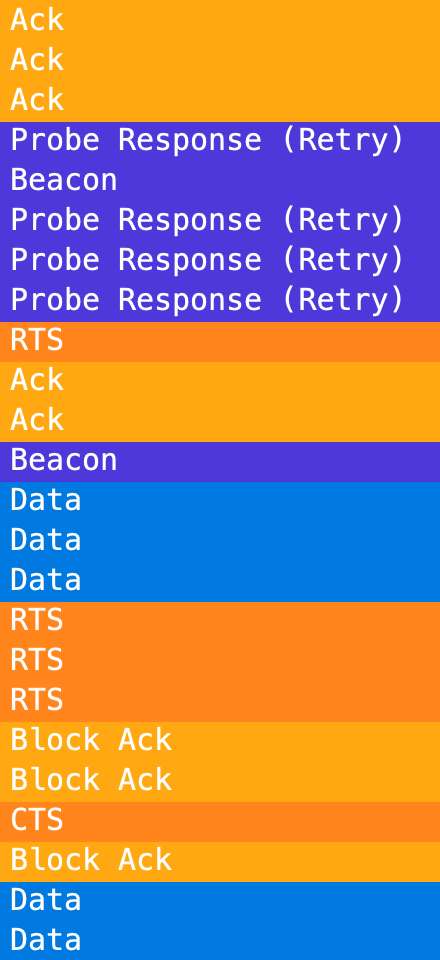 Ack
Ack
Ack
Probe Response (Retry)
Beacon
Probe Response (Retry)
Probe Response (Retry)
Probe Response (Retry)
RTS
Ack
Ack
Beacon
Data
Data
Data
RTS
RTS
RTS
Block Ack
Block Ack
CTS
Block Ack
Data
Data